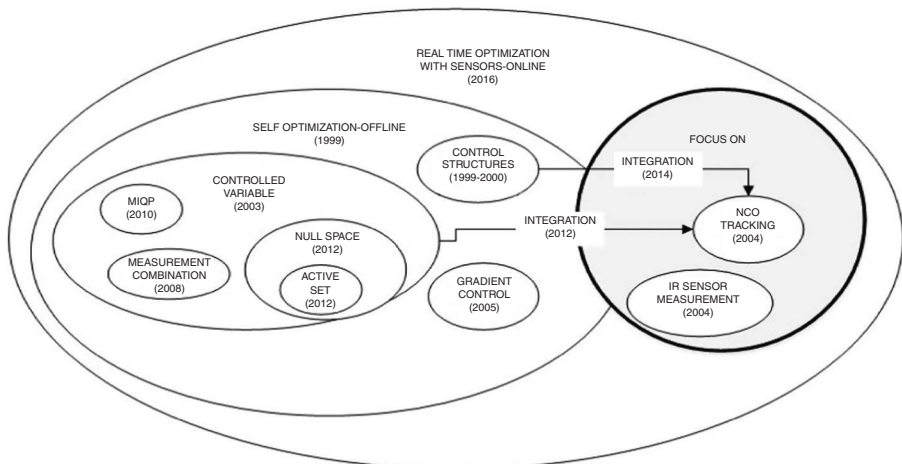 REAL TIME OPTIMIZATION
WITH SENSORS-ONLINE
(2016)
SELF OPTIMIZATION-OFFLINE
(1999)
FOCUS ON
CONTROL
STRUCTURES
(1999-2000)
INTEGRATION
(2014)
CONTROLLED
VARIABLE
(2003)
MIQP
(2010)
NULL SPACE
(2012)
INTEGRATION
(2012)
NCO
TRACKING
(2004)
MEASUREMENT
COMBINATION
(2008)
ACTIVE
SET
(2012)
GRADIENT
CONTROL
(2005)
IR SENSOR
MEASUREMENT
(2004)